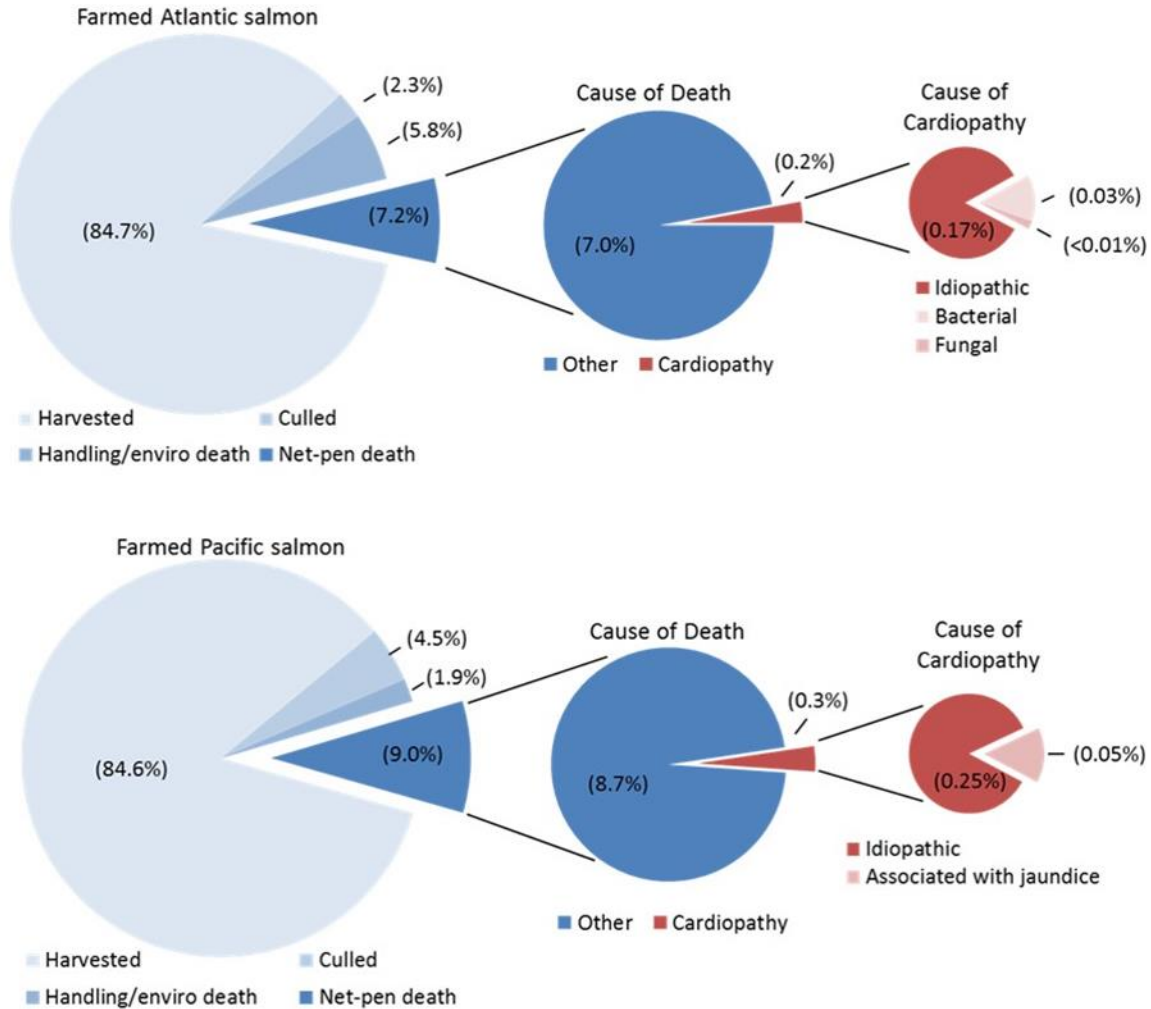 Farmed Atlantic salmon
(2.3%)
(5.8%)
(7.2%)
(84.7%)
Harvested
Culled
Handling/enviro death
Net-pen death
Cause of Death
(0.2%)
(7.0%)
Other
Cardiopathy
Cause of
Cardiopathy
(0.03%)
(0.17%)
(<0.01%)
Idiopathic
Bacterial
Fungal
Farmed Pacific salmon
(4.5%)
(1.9%)
(9.0%)
(84.6%)
Harvested
Culled
Handling/enviro death
Net-pen death
Cause of Death
(0.3%)
(8.7%)
Other
Cardiopathy
Cause of
Cardiopathy
(0.05%)
(0.25%)
Idiopathic
Associated with jaundice